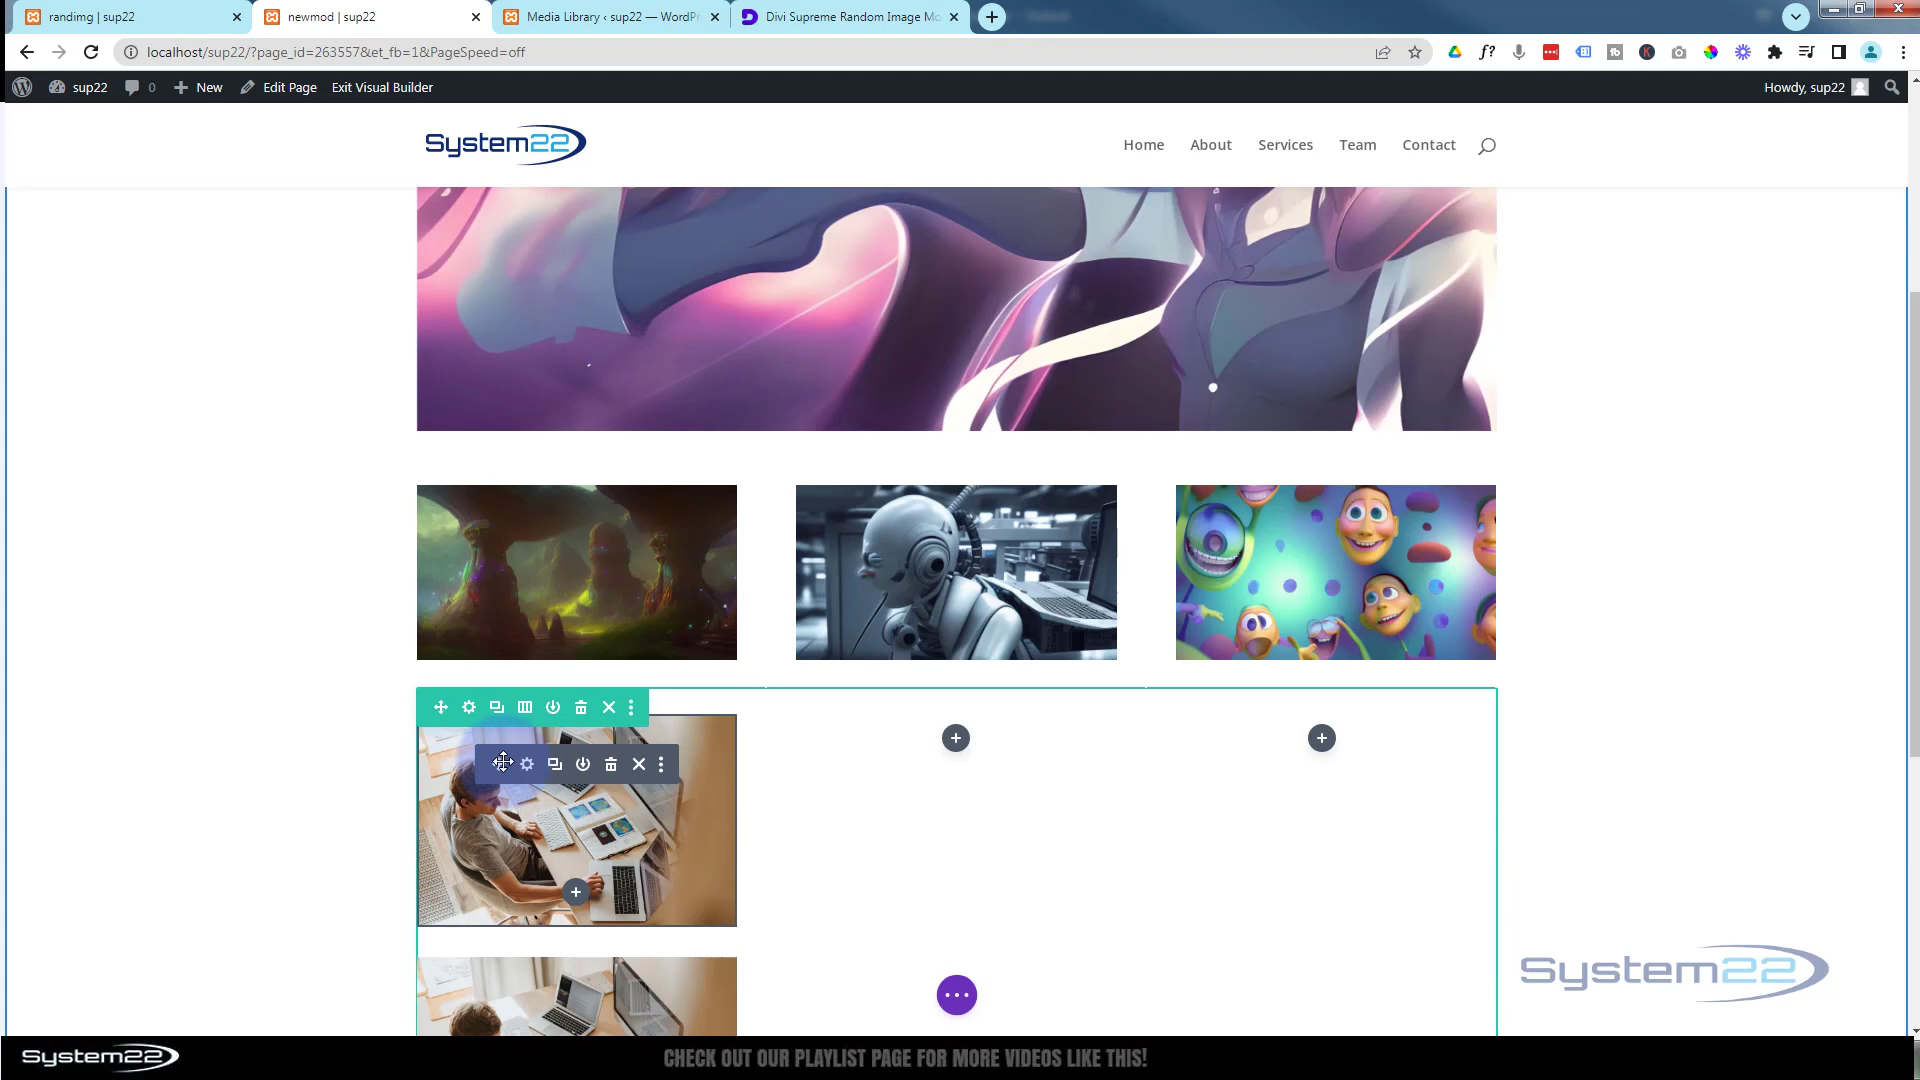 randimg | sup22
newmod | sup22
Media Library ‹ sup22 — WordPr
Divi Supreme Random Image Mo
localhost/sup22/?page_id=263557&et_fb=1&PageSpeed=off
sup22
0
New
Edit Page
Exit Visual Builder
Howdy, sup22
System22
Home
About
Services
Team
Contact
System22
System22
CHECK OUT OUR PLAYLIST PAGE FOR MORE VIDEOS LIKE THIS!